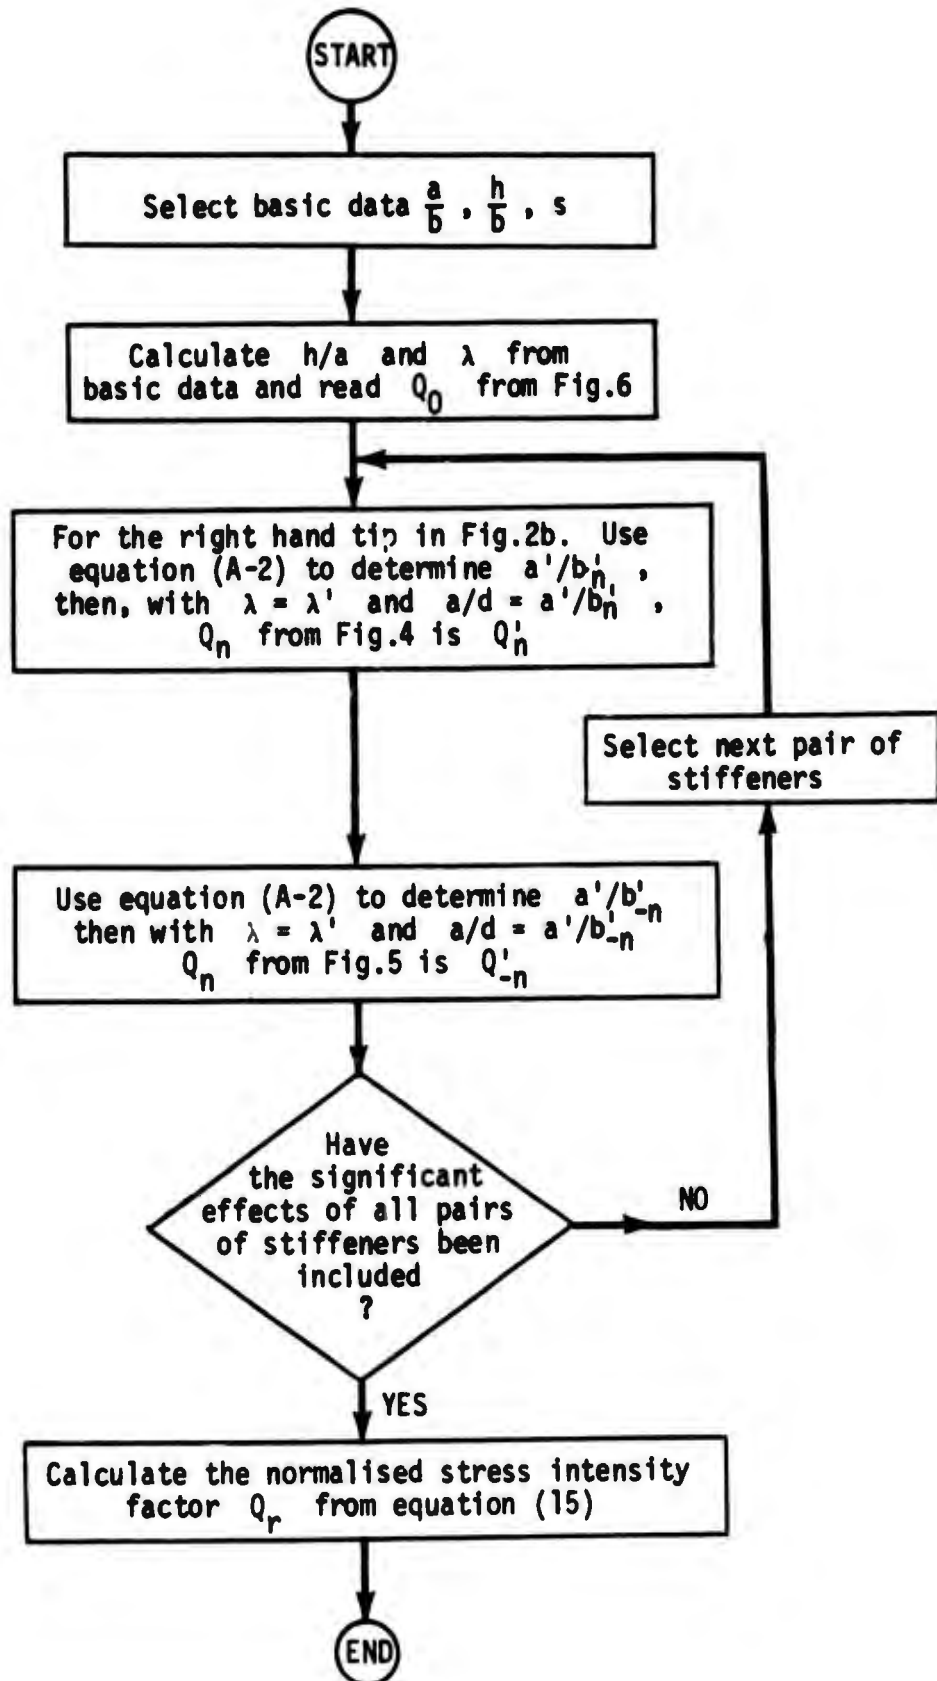 START
Select basic data a/b , h/b , s
Calculate h/a and λ from
basic data and read Q₀ from Fig.6
For the right hand tip in Fig.2b. Use
equation (A-2) to determine a'/b'ₙ ,
then, with λ = λ' and a/d = a'/b'ₙ ,
Qₙ from Fig.4 is Q'ₙ
Select next pair of
stiffeners
Use equation (A-2) to determine a'/b'₋ₙ
then with λ = λ' and a/d = a'/b'₋ₙ
Qₙ from Fig.5 is Q'₋ₙ
Have
the significant
effects of all pairs
of stiffeners been
included
?
NO
YES
Calculate the normalised stress intensity
factor Qᵣ from equation (15)
END